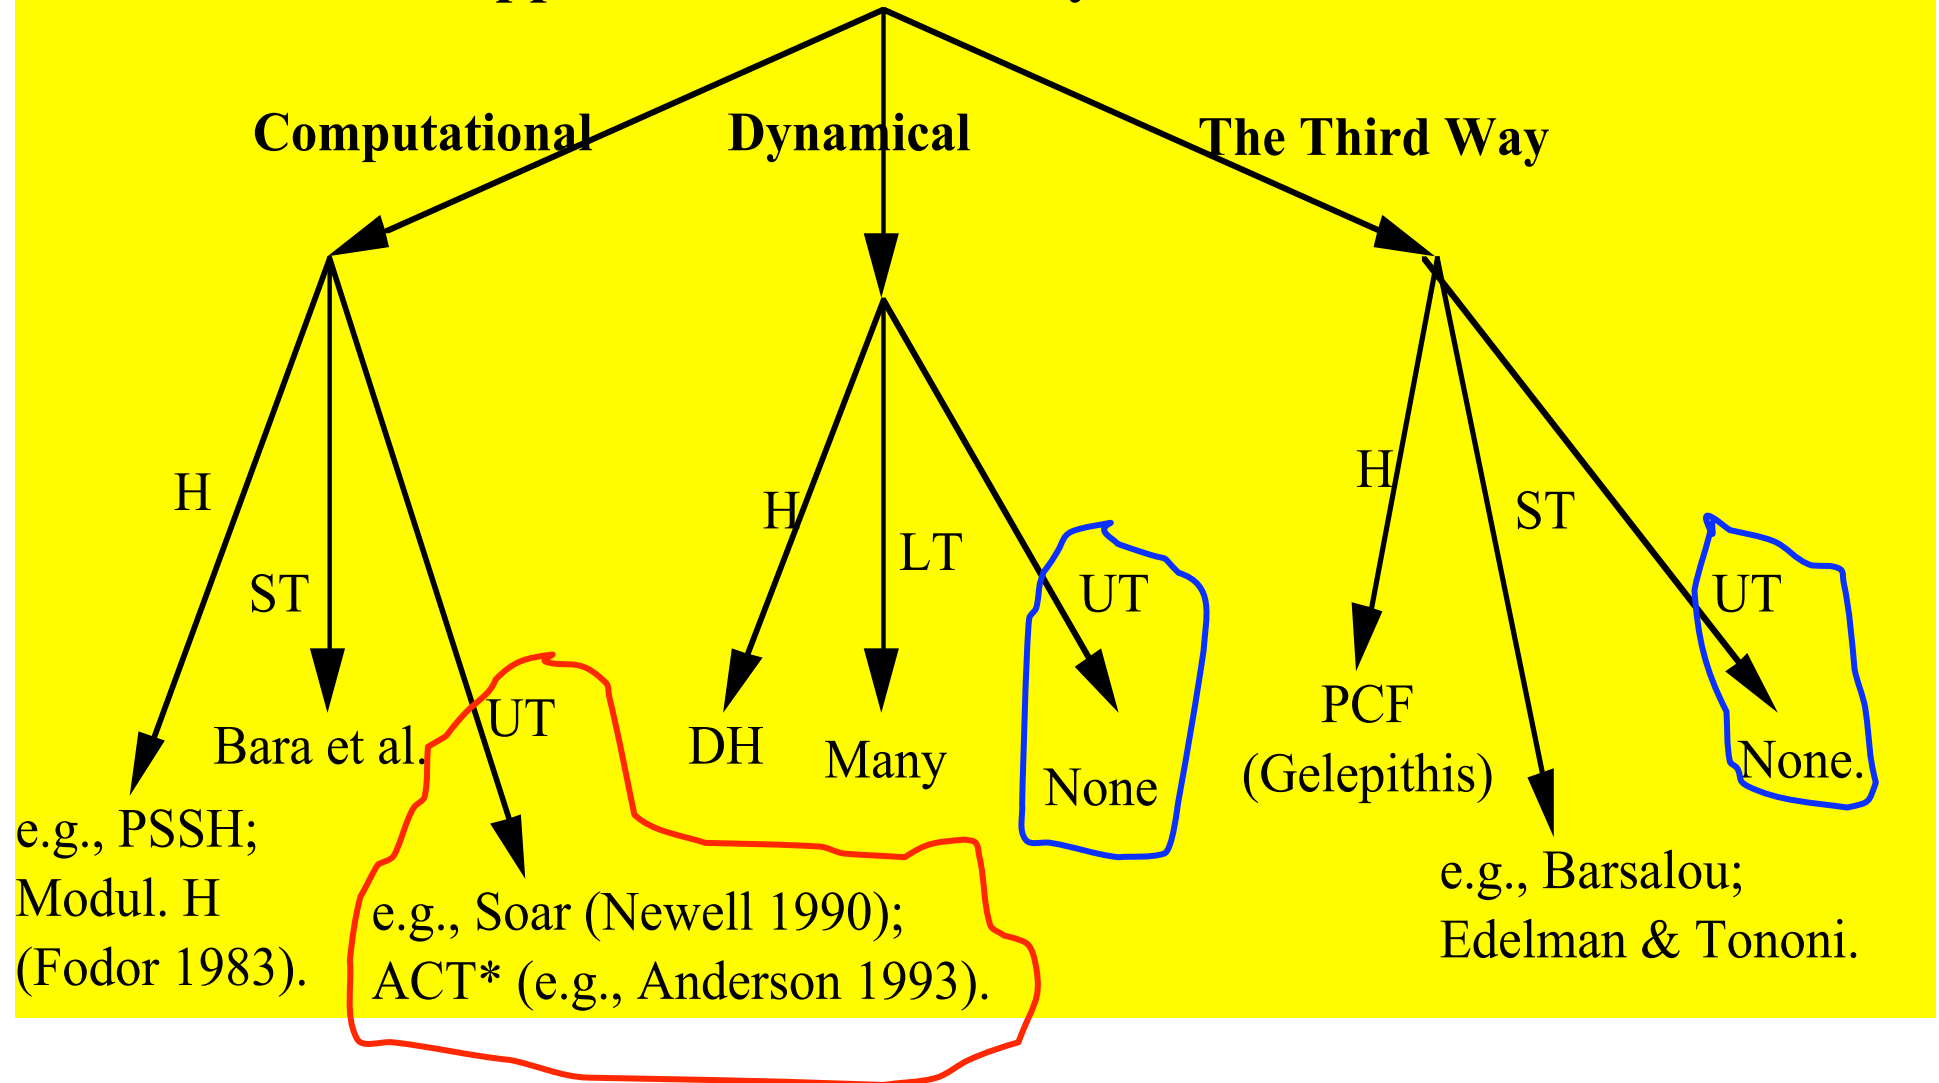 Computational
Dynamical
The Third Way
H
ST
UT
H
LT
UT
H
ST
UT
e.g., PSSH;
Modul. H
(Fodor 1983).
Bara et al.
e.g., Soar (Newell 1990);
ACT* (e.g., Anderson 1993).
DH
Many
None
PCF
(Gelepithis)
e.g., Barsalou;
Edelman & Tononi.
None.